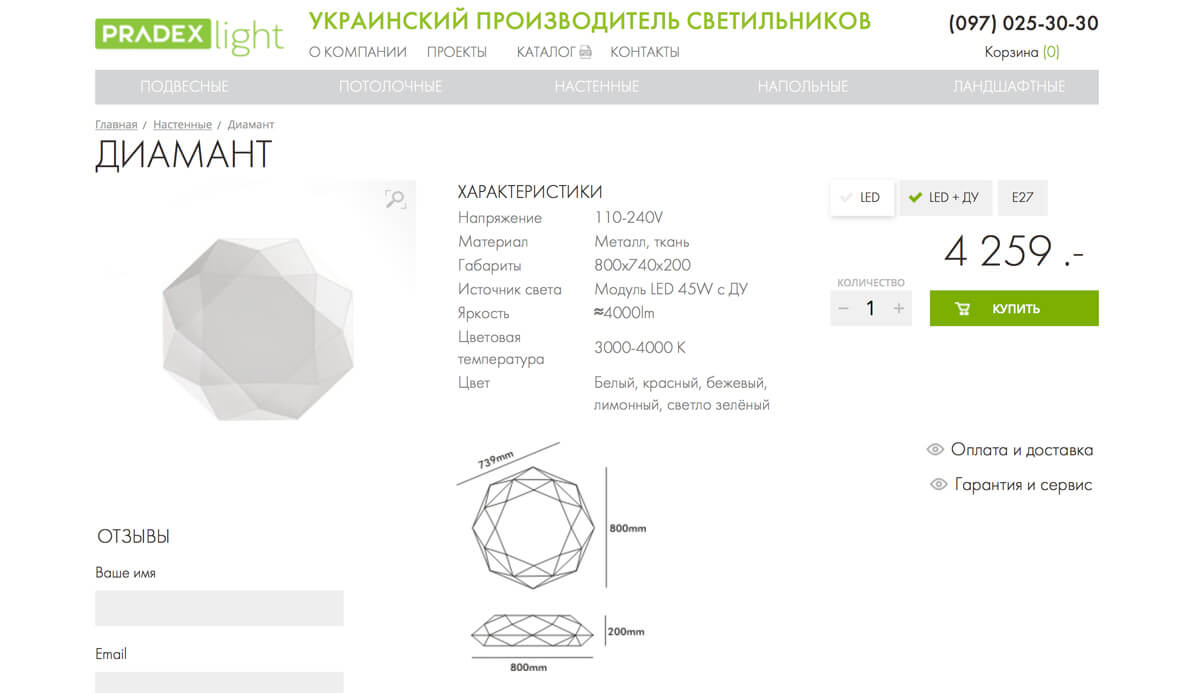 PRADEX light
УКРАИНСКИЙ ПРОИЗВОДИТЕЛЬ СВЕТИЛЬНИКОВ
(097) 025-30-30
О КОМПАНИИ ПРОЕКТЫ КАТАЛОГ КОНТАКТЫ
Корзина (0)
ПОДВЕСНЫЕ ПОТОЛОЧНЫЕ НАСТЕННЫЕ НАПОЛЬНЫЕ ЛАНДШАФТНЫЕ
Главная / Настенные / Диамант
ДИАМАНТ
ХАРАКТЕРИСТИКИ
Напряжение 110-240V
Материал Металл, ткань
Габариты 800x740x200
Источник света Модуль LED 45W с ДУ
Яркость ≈4000lm
Цветовая
температура 3000-4000 K
Цвет Белый, красный, бежевый,
лимонный, светло зелёный
LED LED + ДУ E27
4 259 .-
КОЛИЧЕСТВО
− 1 +
КУПИТЬ
Оплата и доставка
Гарантия и сервис
739mm
800mm
200mm
800mm
ОТЗЫВЫ
Ваше имя
Email